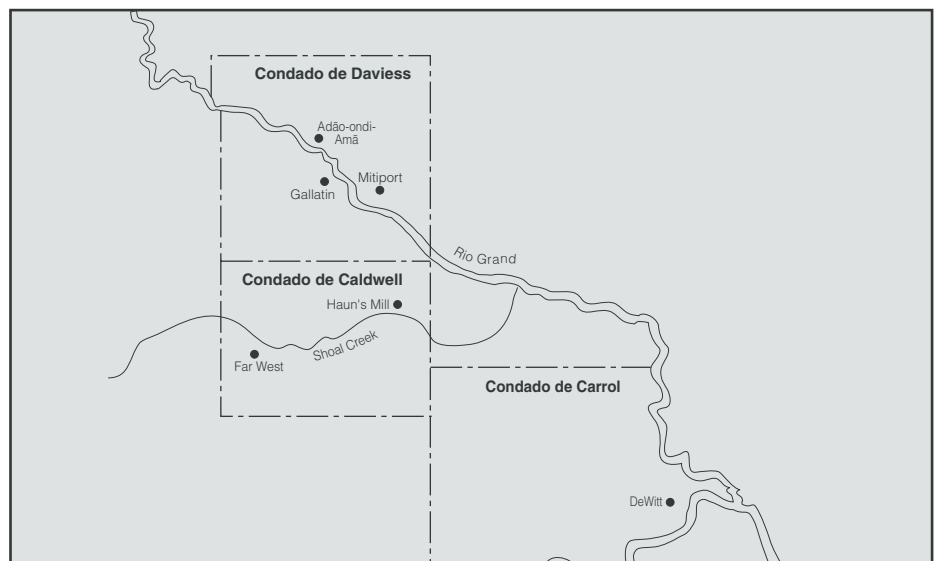 Condado de Daviess
Adão-ondi-
Amã
Mitiport
Gallatin
Rio Grand
Condado de Caldwell
Haun's Mill
Shoal Creek
Far West
Condado de Carrol
DeWitt